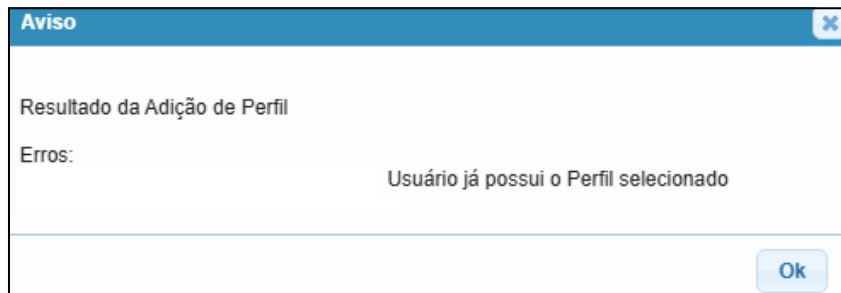 Aviso
Resultado da Adição de Perfil
Erros:
Usuário já possui o Perfil selecionado
Ok